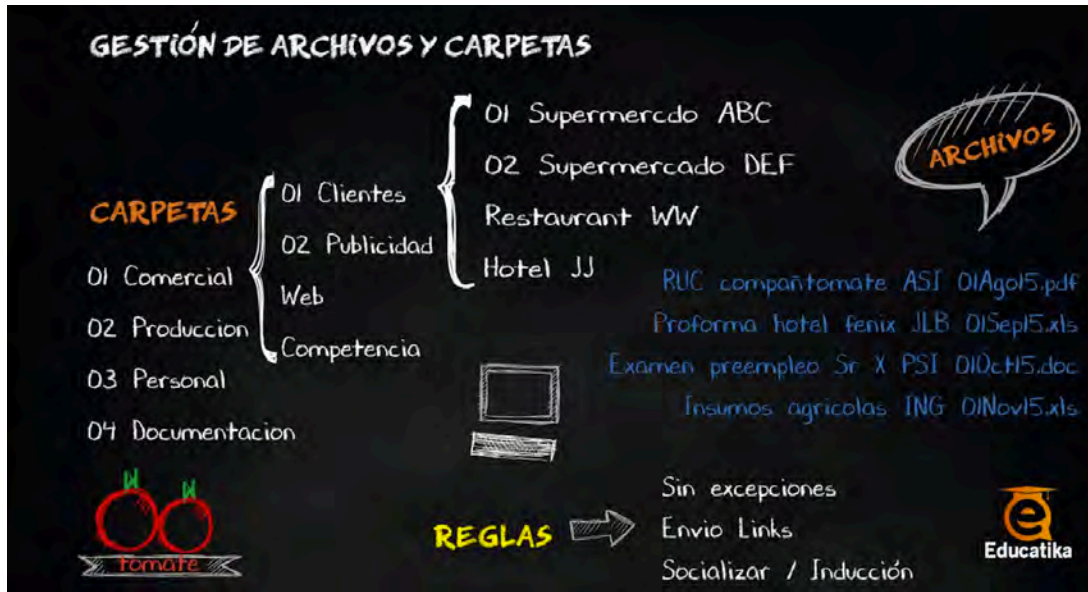 GESTIÓN DE ARCHIVOS Y CARPETAS
CARPETAS
01 Comercial
02 Produccion
03 Personal
04 Documentacion
01 Clientes
02 Publicidad
Web
Competencia
01 Supermercdo ABC
02 Supermercado DEF
Restaurant WW
Hotel JJ
ARCHIVOS
RUC compañtomate ASI 01Ago15.pdf
Proforma hotel fenix JLB 01Sep15.xls
Examen preempleo Sr X PSI 01Oct15.doc
Insumos agricolas ING 01Nov15.xls
tomate
REGLAS
Sin excepciones
Envio Links
Socializar / Inducción
Educatika